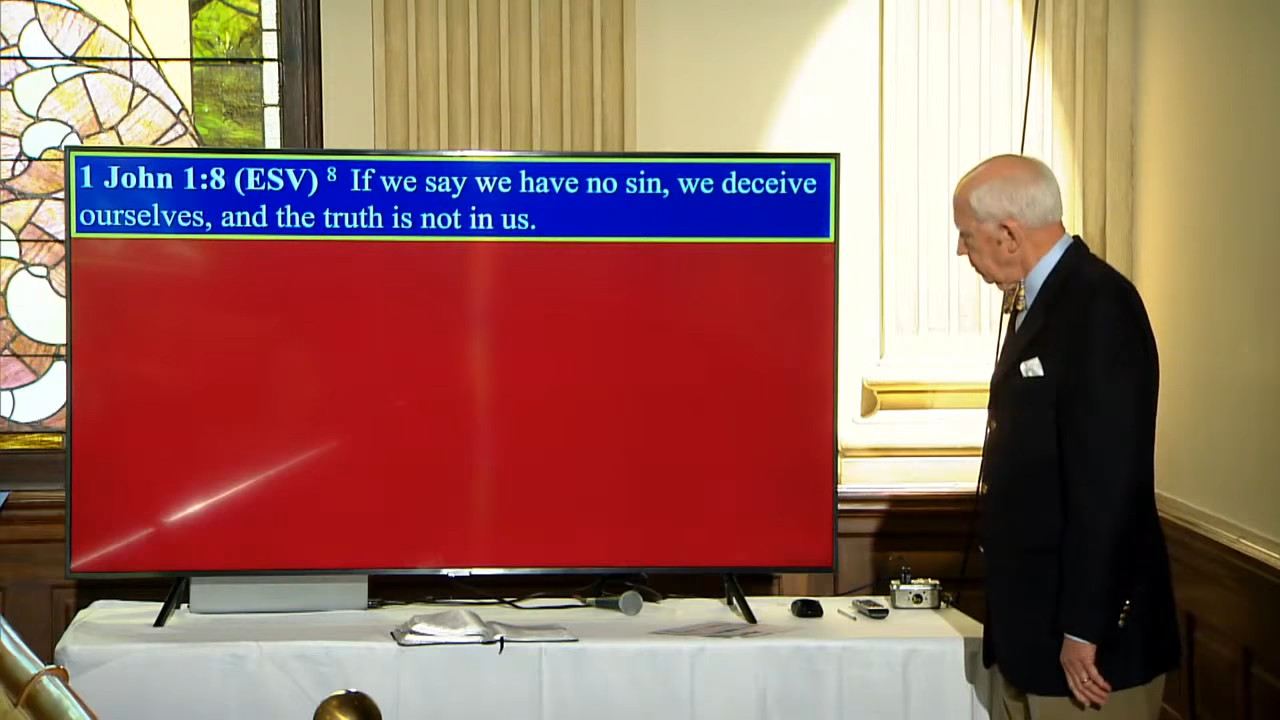 1 John 1:8 (ESV) 8 If we say we have no sin, we deceive
ourselves, and the truth is not in us.